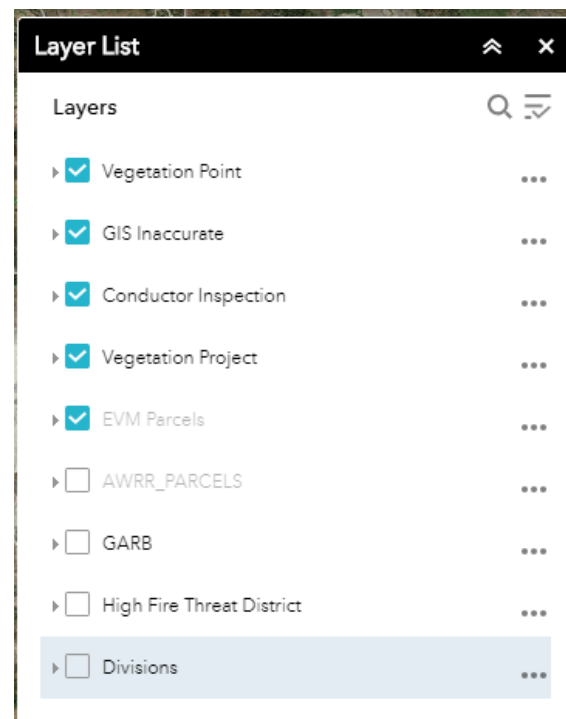 Layer List
Layers
Vegetation Point
GIS Inaccurate
Conductor Inspection
Vegetation Project
EVM Parcels
AWRR_PARCELS
GARB
High Fire Threat District
Divisions